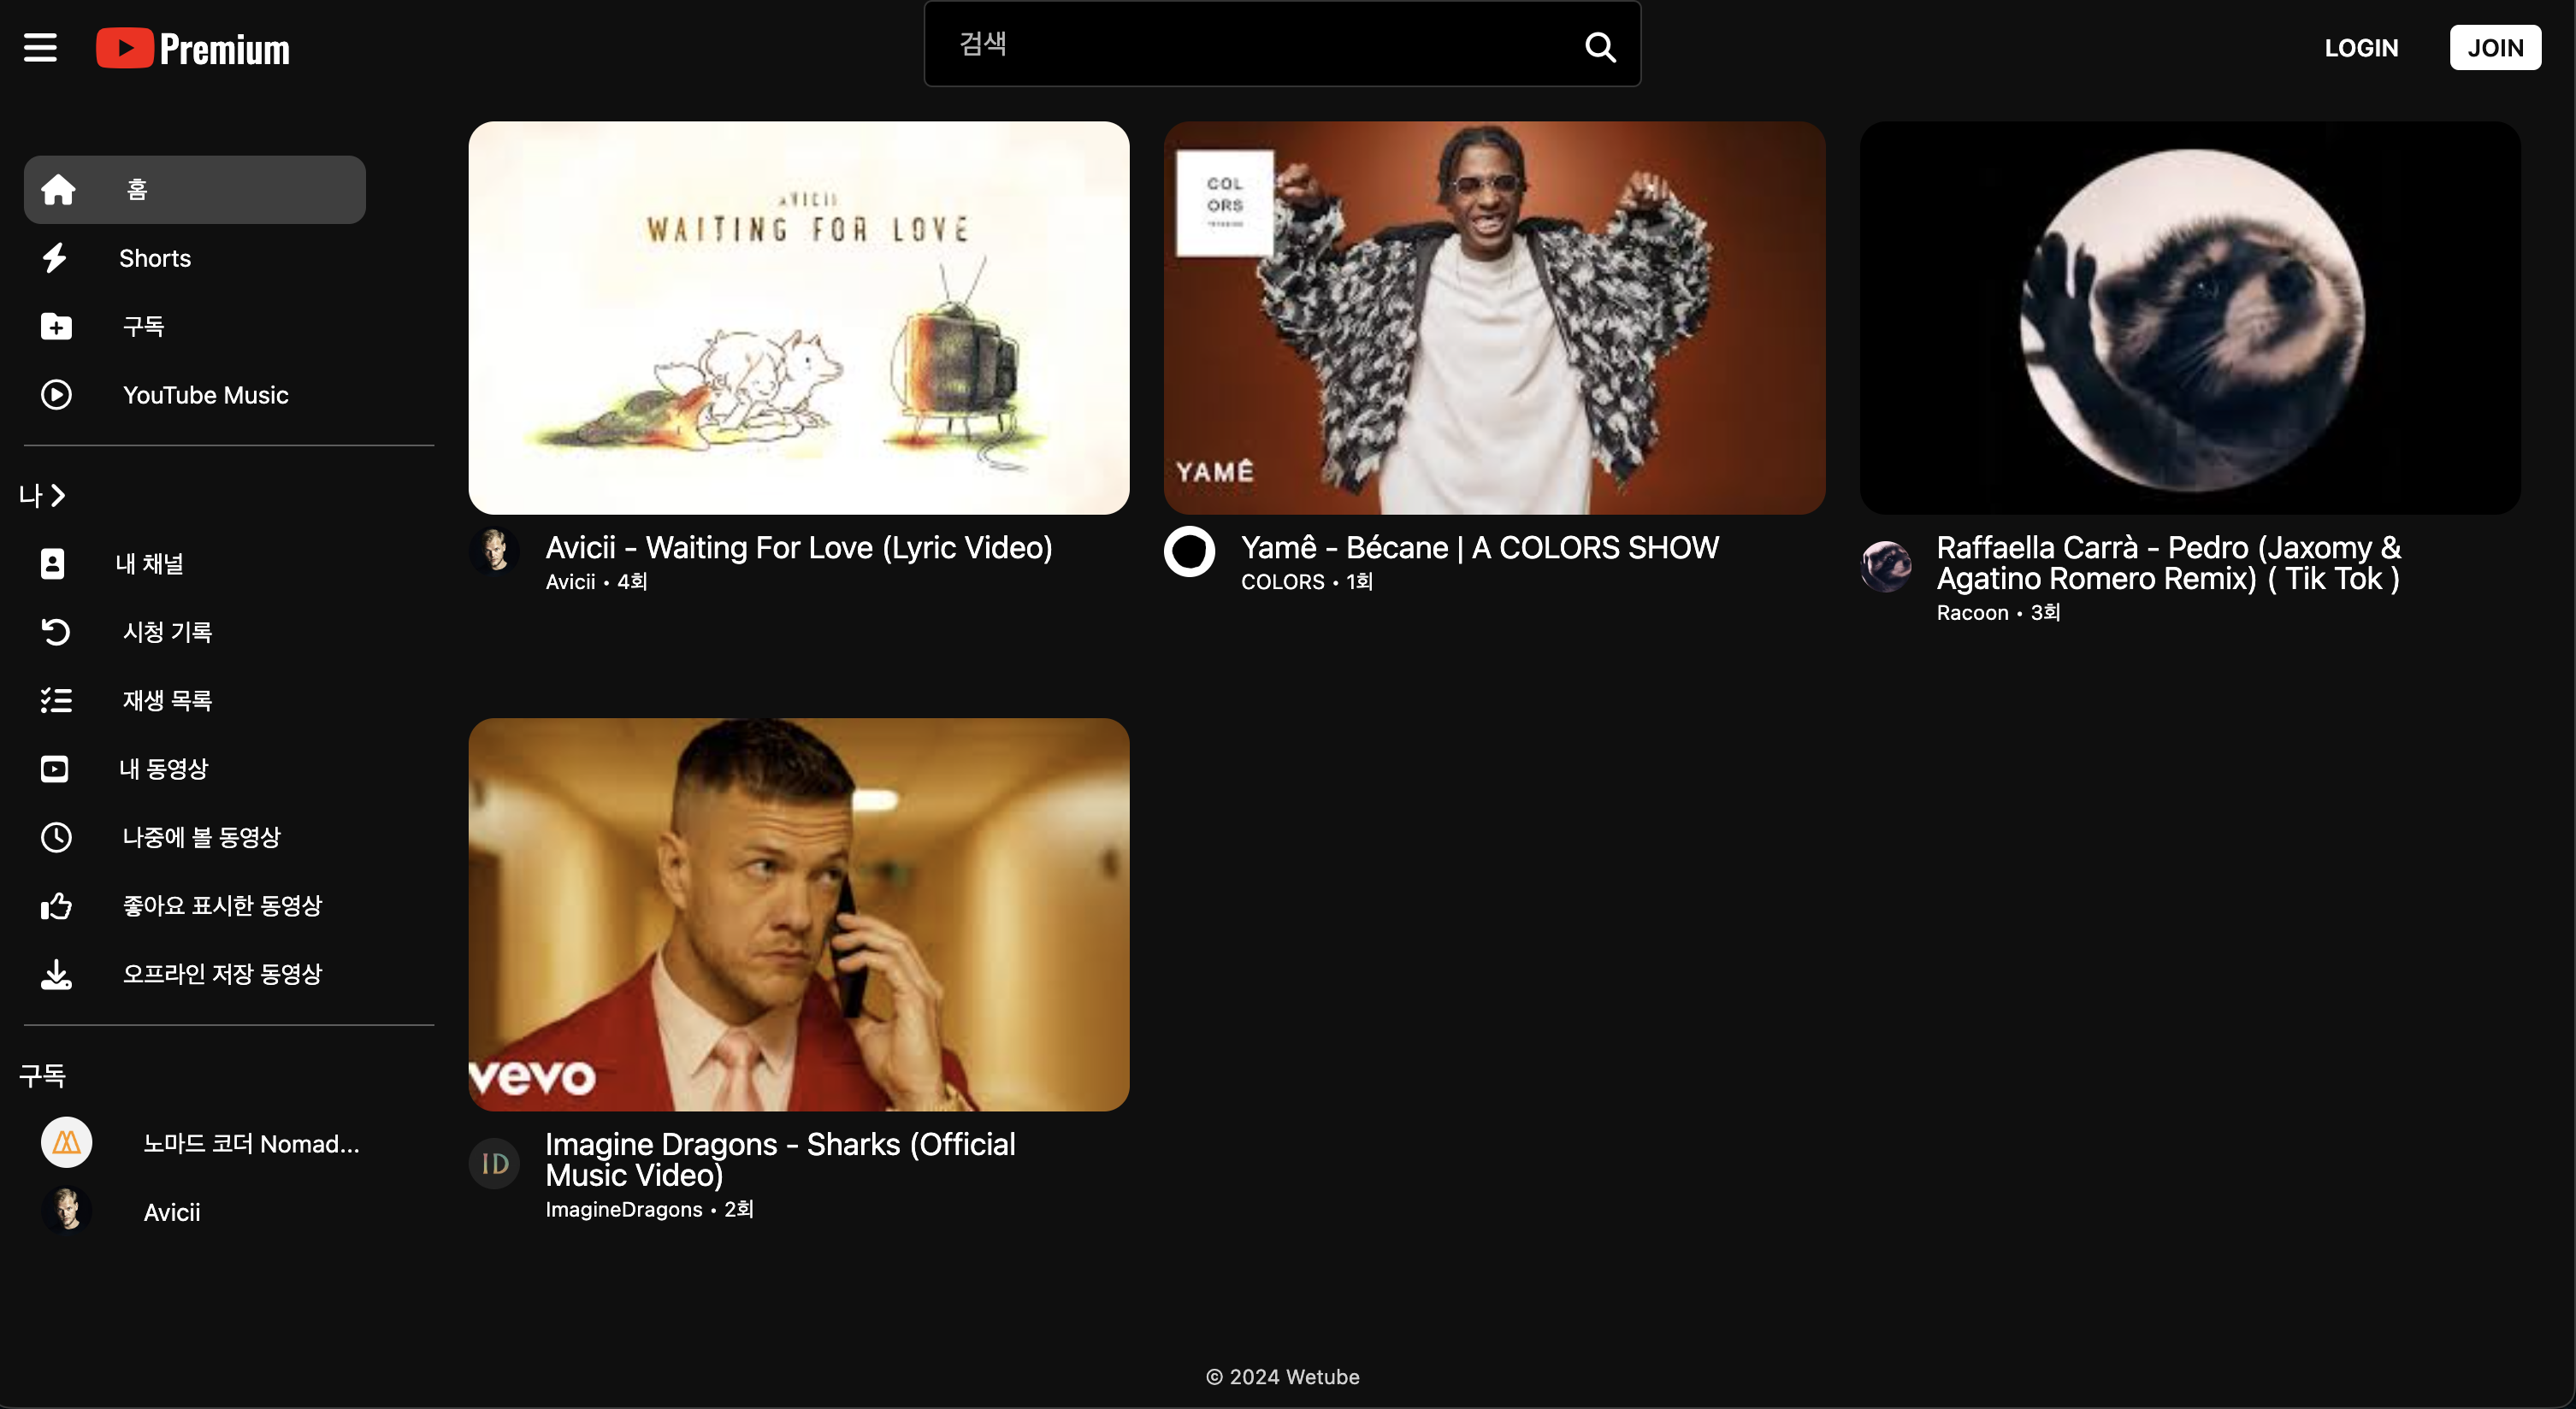 Premium
검색
LOGIN
JOIN
홈
Shorts
구독
YouTube Music
나
내 채널
시청 기록
재생 목록
내 동영상
나중에 볼 동영상
좋아요 표시한 동영상
오프라인 저장 동영상
구독
노마드 코더 Nomad...
Avicii
AVICII
WAITING FOR LOVE
Avicii - Waiting For Love (Lyric Video)
Avicii • 4회
COL
ORS
YAMÊ
Yamê - Bécane | A COLORS SHOW
COLORS • 1회
Raffaella Carrà - Pedro (Jaxomy &
Agatino Romero Remix) ( Tik Tok )
Racoon • 3회
vevo
ID
Imagine Dragons - Sharks (Official
Music Video)
ImagineDragons • 2회
© 2024 Wetube